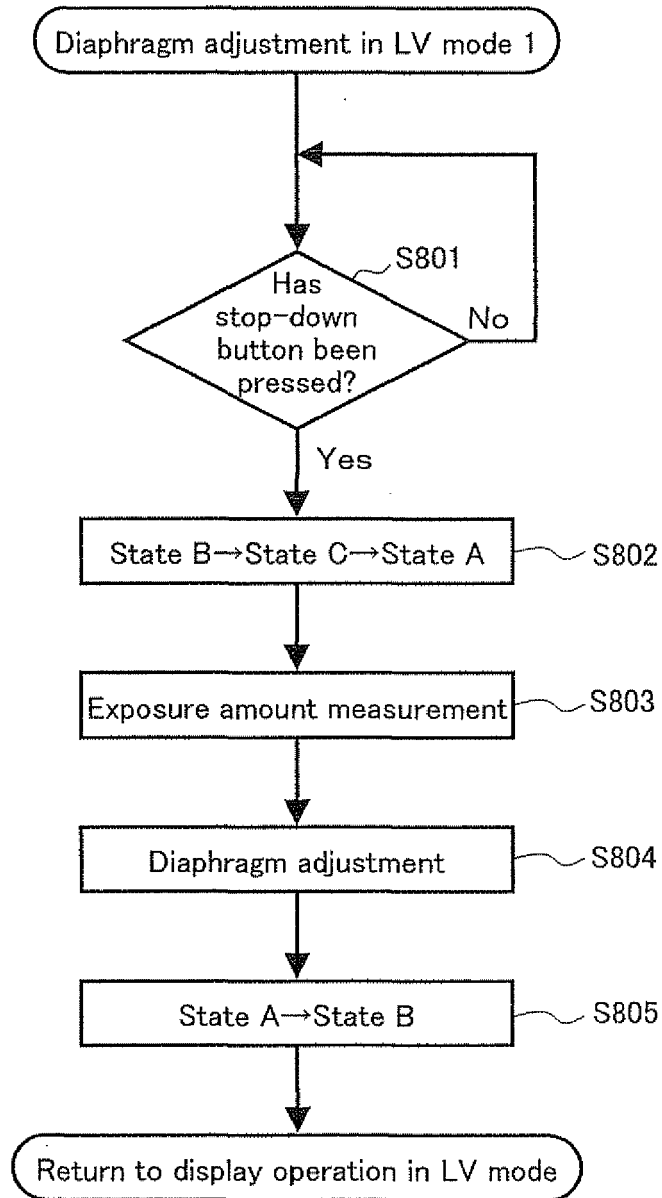 Diaphragm adjustment in LV mode 1
S801
Has
stop-down
button been
pressed?
No
Yes
State B→State C→State A
S802
Exposure amount measurement
S803
Diaphragm adjustment
S804
State A→State B
S805
Return to display operation in LV mode